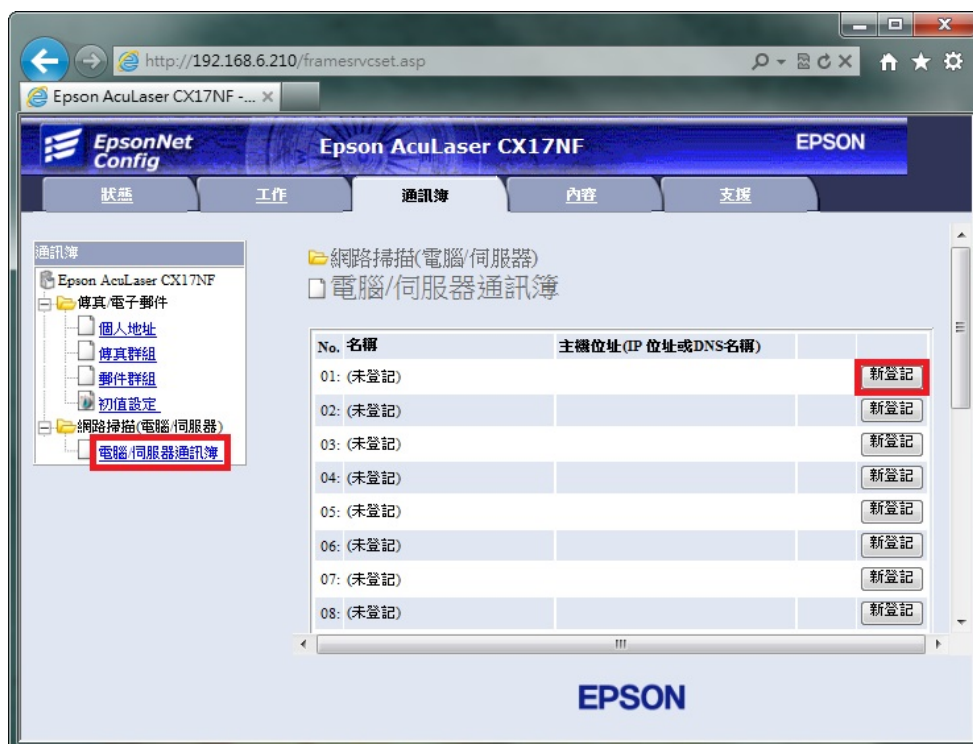 http://192.168.6.210/framesrvcset.asp
Epson AcuLaser CX17NF -...
EpsonNet
Config
Epson AcuLaser CX17NF
EPSON
狀態
工作
通訊簿
內容
支援
通訊簿
Epson AcuLaser CX17NF
傳真/電子郵件
個人地址
傳真群組
郵件群組
初值設定
網路掃描(電腦/伺服器)
電腦/伺服器通訊簿
網路掃描(電腦/伺服器)
電腦/伺服器通訊簿
No. 名稱 主機位址(IP 位址或DNS名稱)
01: (未登記) 新登記
02: (未登記) 新登記
03: (未登記) 新登記
04: (未登記) 新登記
05: (未登記) 新登記
06: (未登記) 新登記
07: (未登記) 新登記
08: (未登記) 新登記
EPSON